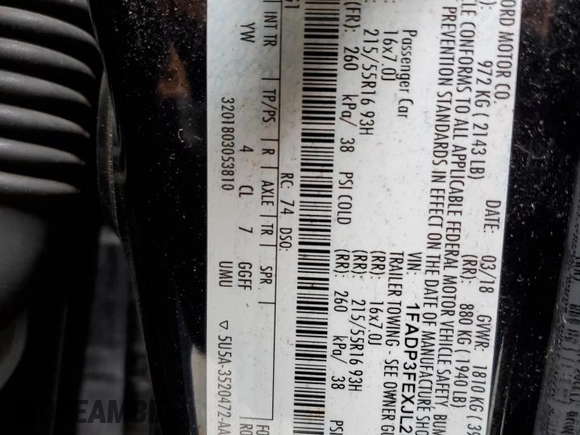 ORD MOTOR CO.
DATE: 03/18 GVWR: 1810 KG
972 KG ( 2143 LB) (RR): 880 KG ( 1940 LB)
CLE CONFORMS TO ALL APPLICABLE FEDERAL MOTOR VEHICLE SAFETY, BUM
PREVENTION STANDARDS IN EFFECT ON THE DATE OF MANUFACTURE SHO
VIN: 1FADP3FEXJL2
Passenger Car TRAILER TOWING - SEE OWNER GU
16x7.0J 16x7.0J
215/55R16 93H (RR): 215/55R16 93H
(FR): 260 kPa/ 38 PSI COLD (RR): 260 kPa/ 38
RC: 74 DSO:
INT TR TP/PS R AXLE TR SPR
YW 4 CL 7 GGFF
3201803053810 UMU
5U5A-3520472-AA